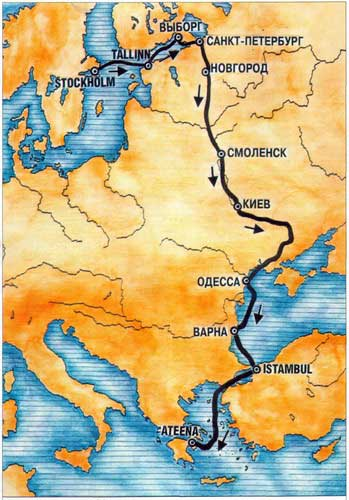 ВЫБОРГ
САНКТ-ПЕТЕРБУРГ
TALLINN
STOCKHOLM
НОВГОРОД
СМОЛЕНСК
КИЕВ
ОДЕССА
ВАРНА
ISTAMBUL
ATEENA